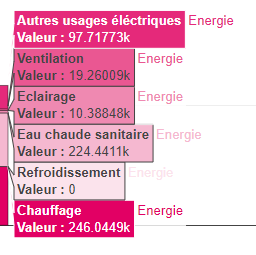 Autres usages éléctriques Energie
Valeur : 97.71773k
Ventilation Energie
Valeur : 19.26009k
Eclairage Energie
Valeur : 10.38848k
Eau chaude sanitaire Energie
Valeur : 224.4411k
Refroidissement Energie
Valeur : 0
Chauffage Energie
Valeur : 246.0449k